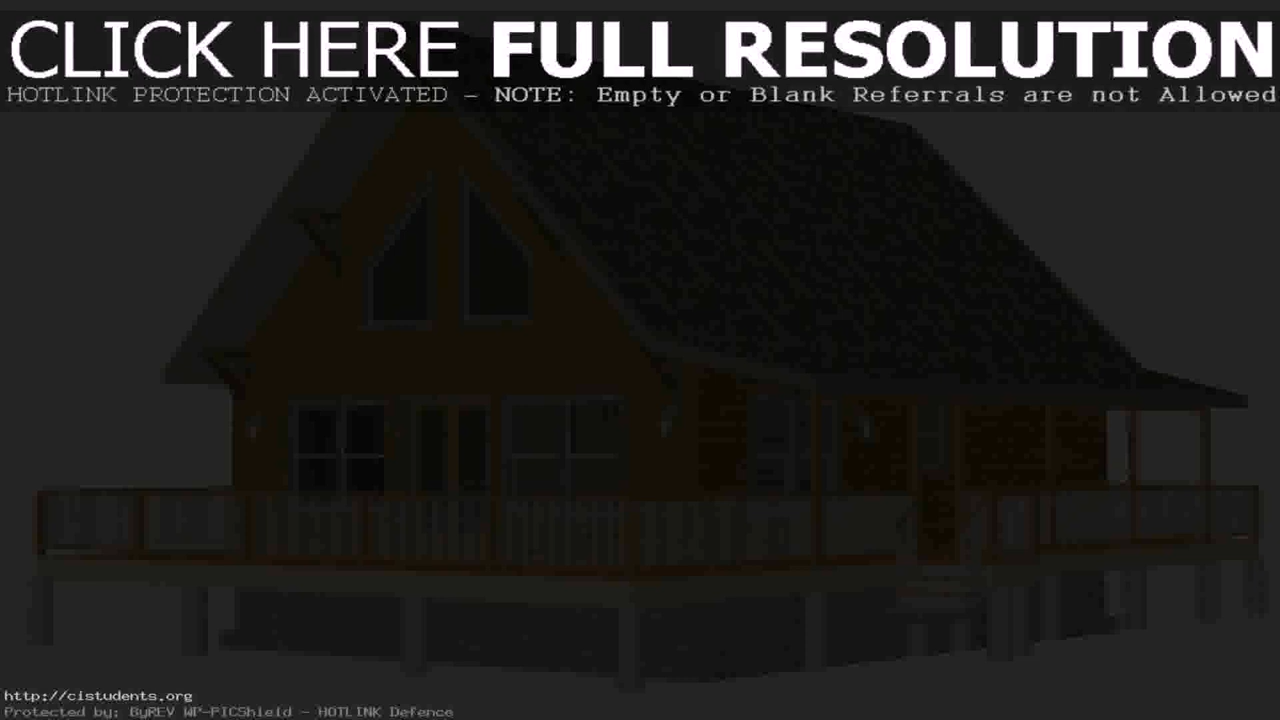 CLICK HERE FULL RESOLUTION
HOTLINK PROTECTION ACTIVATED - NOTE: Empty or Blank Referrals are not Allowed
http://cistudents.org
Protected by: ByREV WP-PICShield - HOTLINK Defence